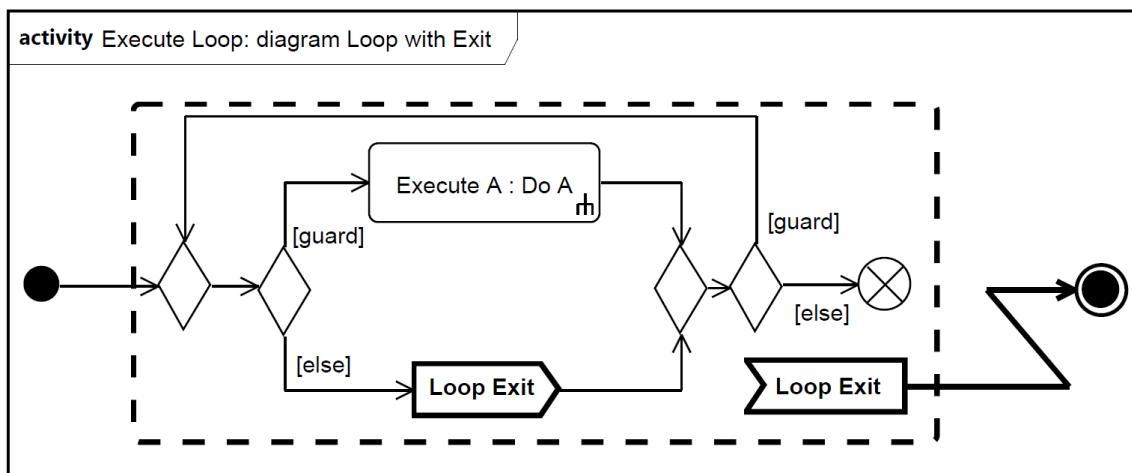 activity Execute Loop: diagram Loop with Exit
Execute A : Do A
[guard]
[guard]
[else]
[else]
Loop Exit
Loop Exit